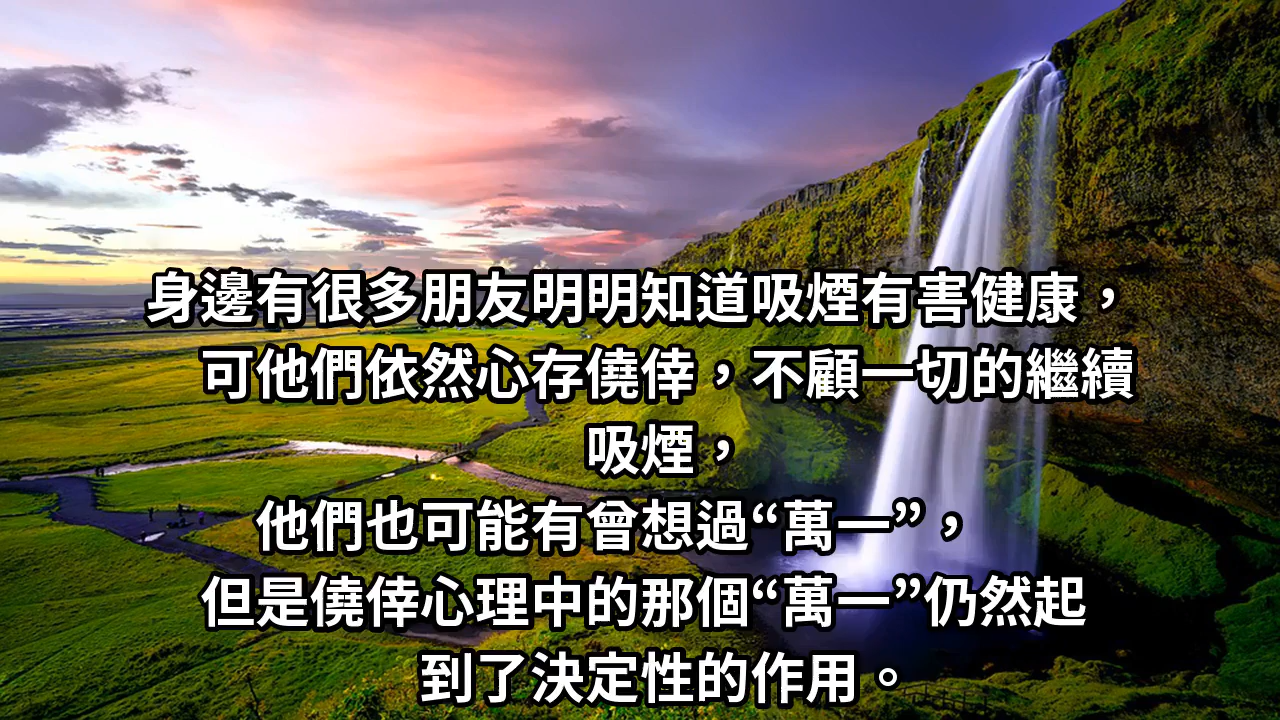 身邊有很多朋友明明知道吸煙有害健康，
可他們依然心存僥倖，不顧一切的繼續
吸煙，
他們也可能有曾想過“萬一”，
但是僥倖心理中的那個“萬一”仍然起
到了決定性的作用。